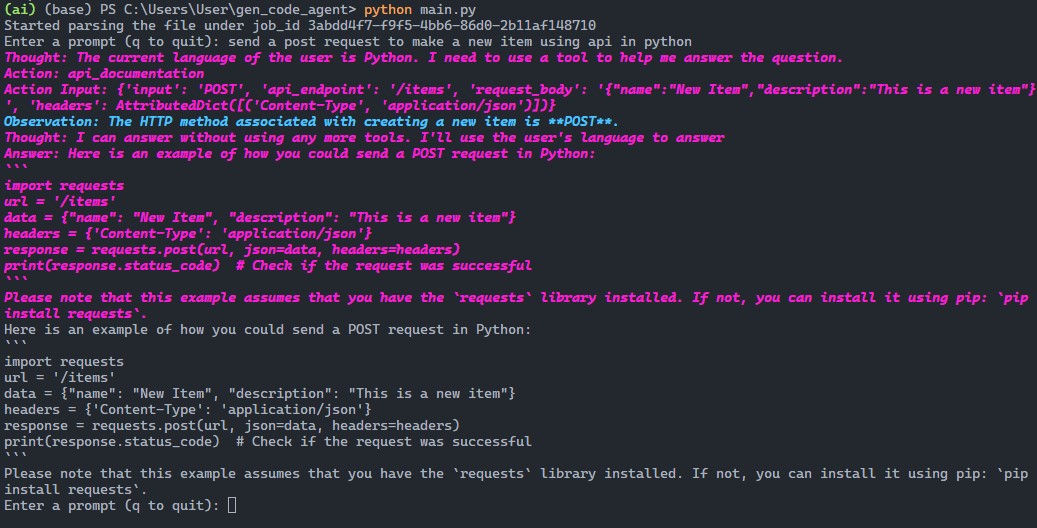 (ai) (base) PS C:\Users\User\gen_code_agent> python main.py
Started parsing the file under job_id 3abdd4f7-f9f5-4bb6-86d0-2b11af148710
Enter a prompt (q to quit): send a post request to make a new item using api in python
Thought: The current language of the user is Python. I need to use a tool to help me answer the question.
Action: api_documentation
Action Input: {'input': 'POST', 'api_endpoint': '/items', 'request_body': '{"name":"New Item","description":"This is a new item"}
', 'headers': AttributedDict([('Content-Type', 'application/json')])}
Observation: The HTTP method associated with creating a new item is **POST**.
Thought: I can answer without using any more tools. I'll use the user's language to answer
Answer: Here is an example of how you could send a POST request in Python:
```
import requests
url = '/items'
data = {"name": "New Item", "description": "This is a new item"}
headers = {'Content-Type': 'application/json'}
response = requests.post(url, json=data, headers=headers)
print(response.status_code)  # Check if the request was successful
```
Please note that this example assumes that you have the `requests` library installed. If not, you can install it using pip: `pip
install requests`.
Here is an example of how you could send a POST request in Python:
```
import requests
url = '/items'
data = {"name": "New Item", "description": "This is a new item"}
headers = {'Content-Type': 'application/json'}
response = requests.post(url, json=data, headers=headers)
print(response.status_code)  # Check if the request was successful
```
Please note that this example assumes that you have the `requests` library installed. If not, you can install it using pip: `pip
install requests`.
Enter a prompt (q to quit):